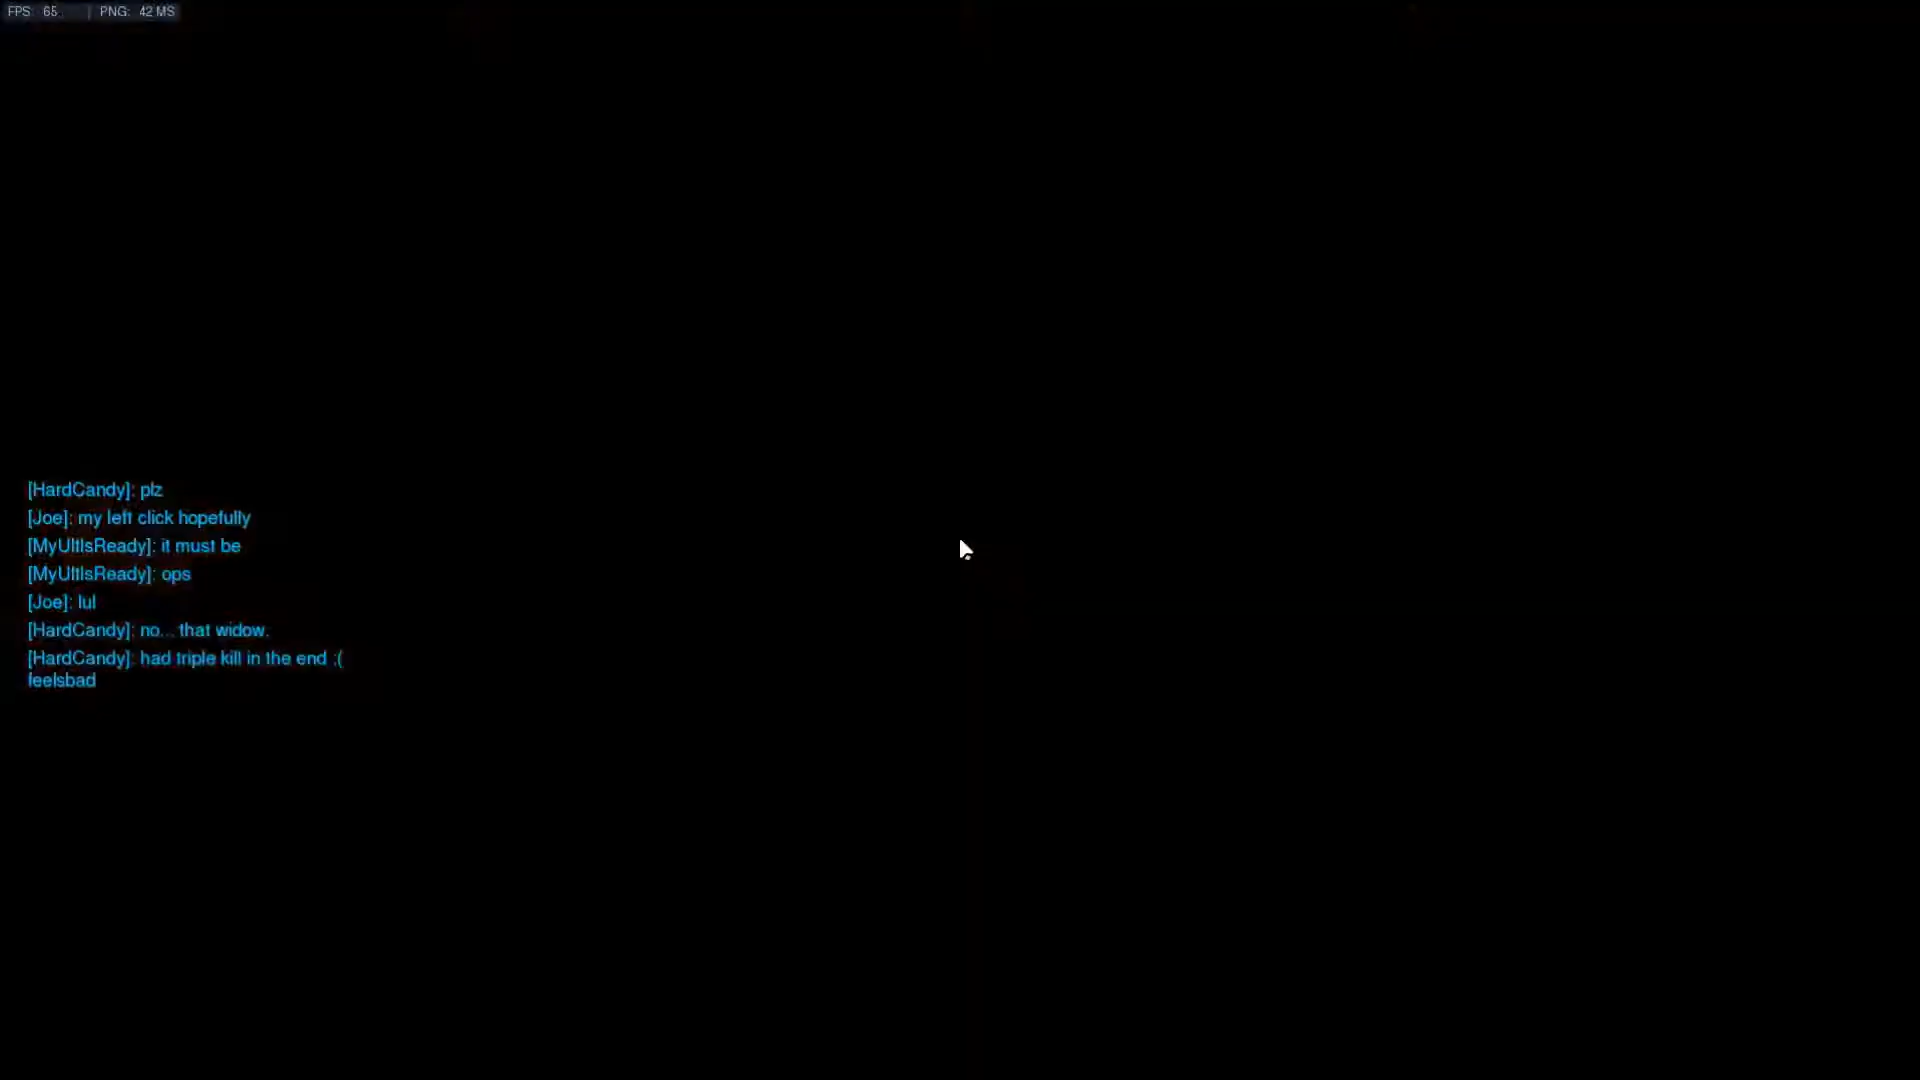 FPS: 65 | PNG: 42 MS
[HardCandy]: plz
[Joe]: my left click hopefully
[MyUltIsReady]: it must be
[MyUltIsReady]: ops
[Joe]: lul
[HardCandy]: no... that widow.
[HardCandy]: had triple kill in the end ;(
feelsbad